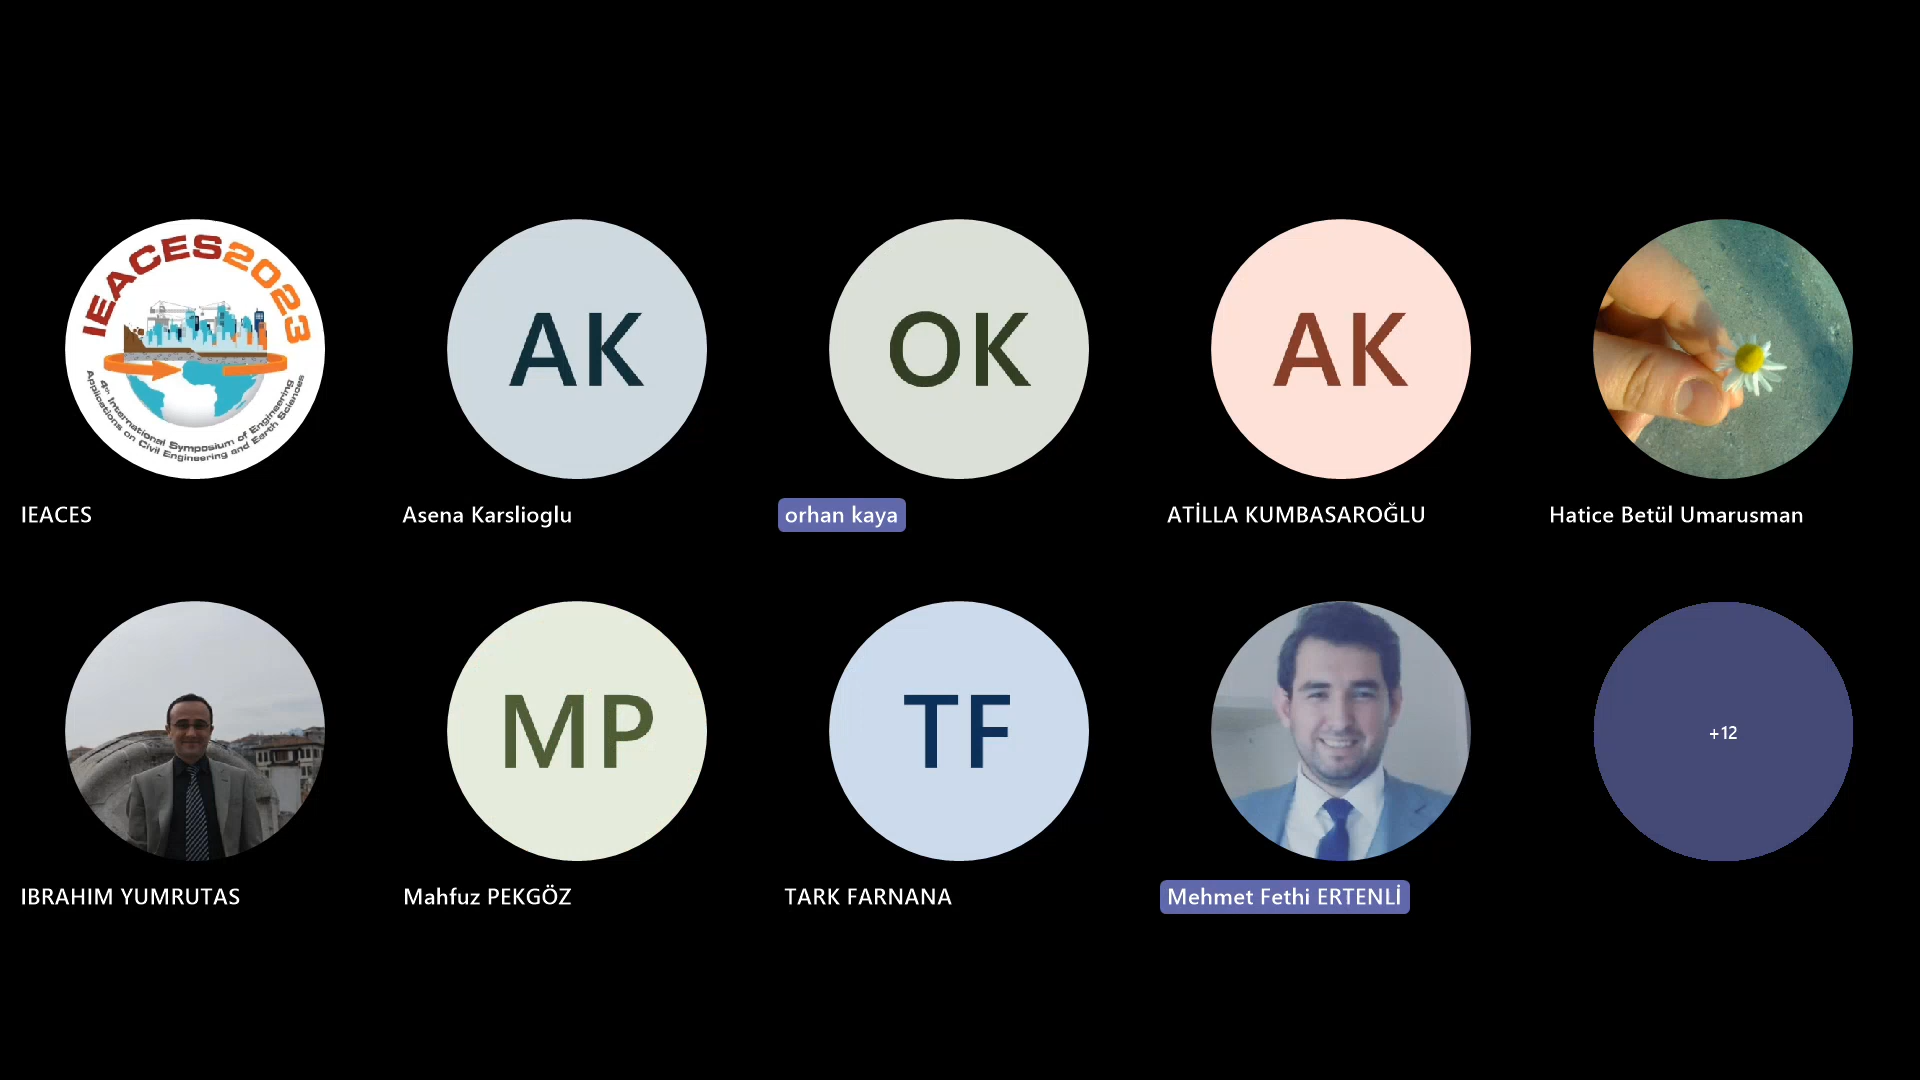 IEACES2023
4th International Symposium of Engineering
Applications on Civil Engineering and Earth Sciences
AK
OK
AK
IEACES
Asena Karslioglu
orhan kaya
ATİLLA KUMBASAROĞLU
Hatice Betül Umarusman
MP
TF
+12
IBRAHIM YUMRUTAS
Mahfuz PEKGÖZ
TARK FARNANA
Mehmet Fethi ERTENLİ